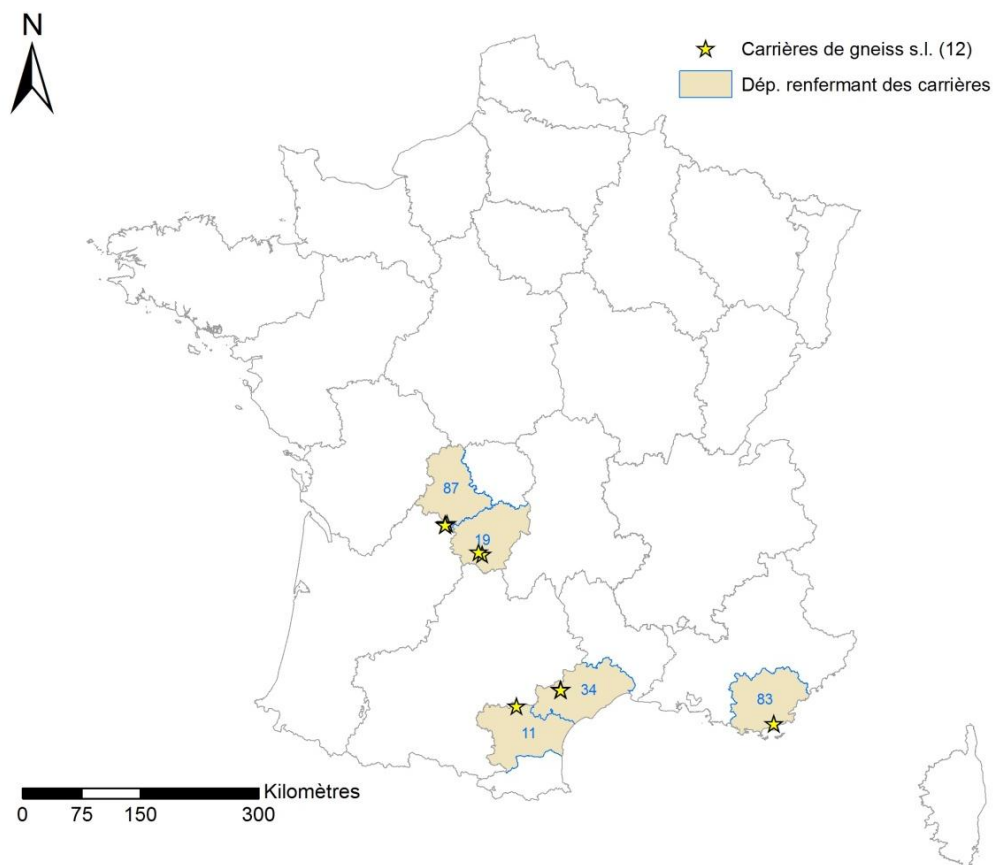 N
Carrières de gneiss s.l. (12)
Dép. renfermant des carrières
87
19
34
11
83
Kilomètres
0 75 150 300